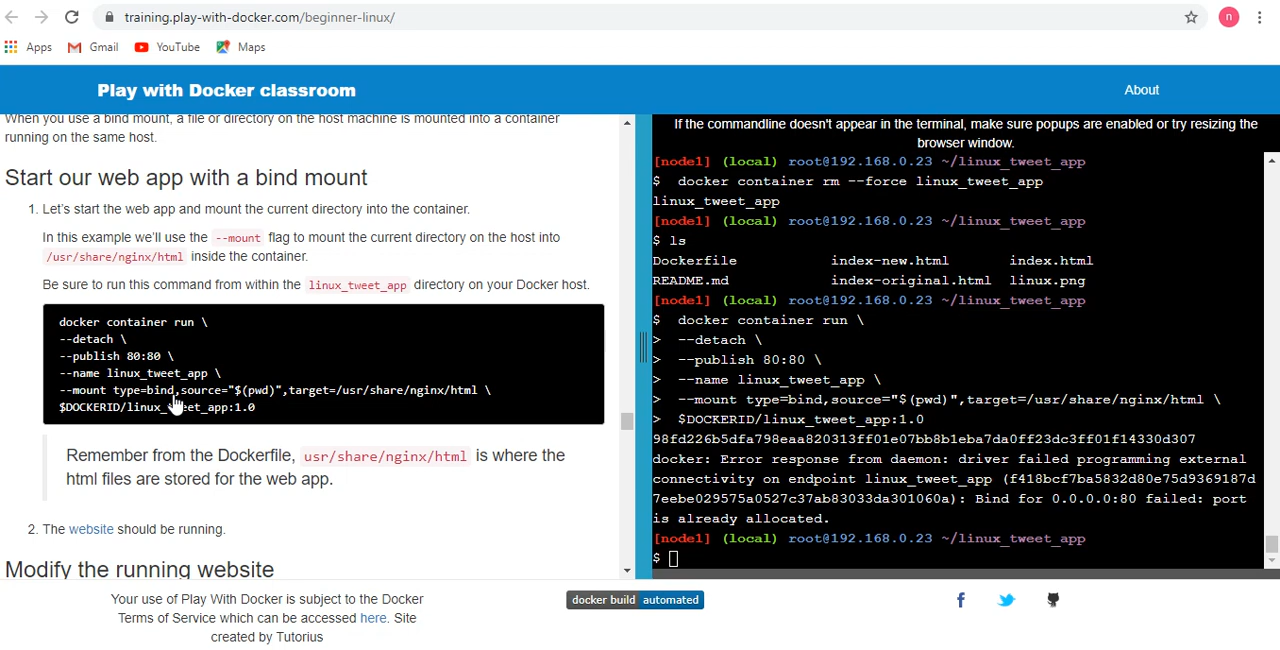 training.play-with-docker.com/beginner-linux/
n
Apps Gmail YouTube Maps
Play with Docker classroom
About
When you use a bind mount, a file or directory on the host machine is mounted into a container
running on the same host.
Start our web app with a bind mount
1. Let's start the web app and mount the current directory into the container.
In this example we'll use the --mount flag to mount the current directory on the host into
/usr/share/nginx/html inside the container.
Be sure to run this command from within the linux_tweet_app directory on your Docker host.
docker container run \
--detach \
--publish 80:80 \
--name linux_tweet_app \
--mount type=bind,source="$(pwd)",target=/usr/share/nginx/html \
$DOCKERID/linux_tweet_app:1.0
Remember from the Dockerfile, usr/share/nginx/html is where the
html files are stored for the web app.
2. The website should be running.
Modify the running website
If the commandline doesn't appear in the terminal, make sure popups are enabled or try resizing the
browser window.
[node1] (local) root@192.168.0.23 ~/linux_tweet_app
$ docker container rm --force linux_tweet_app
linux_tweet_app
[node1] (local) root@192.168.0.23 ~/linux_tweet_app
$ ls
Dockerfile index-new.html index.html
README.md index-original.html linux.png
[node1] (local) root@192.168.0.23 ~/linux_tweet_app
$ docker container run \
> --detach \
> --publish 80:80 \
> --name linux_tweet_app \
> --mount type=bind,source="$(pwd)",target=/usr/share/nginx/html \
> $DOCKERID/linux_tweet_app:1.0
98fd226b5dfa798eaa820313ff01e07bb8b1eba7da0ff23dc3ff01f14330d307
docker: Error response from daemon: driver failed programming external
connectivity on endpoint linux_tweet_app (f418bcf7ba5832d80e75d9369187d
7eebe029575a0527c37ab83033da301060a): Bind for 0.0.0.0:80 failed: port
is already allocated.
[node1] (local) root@192.168.0.23 ~/linux_tweet_app
$
Your use of Play With Docker is subject to the Docker
Terms of Service which can be accessed here. Site
created by Tutorius
docker build automated